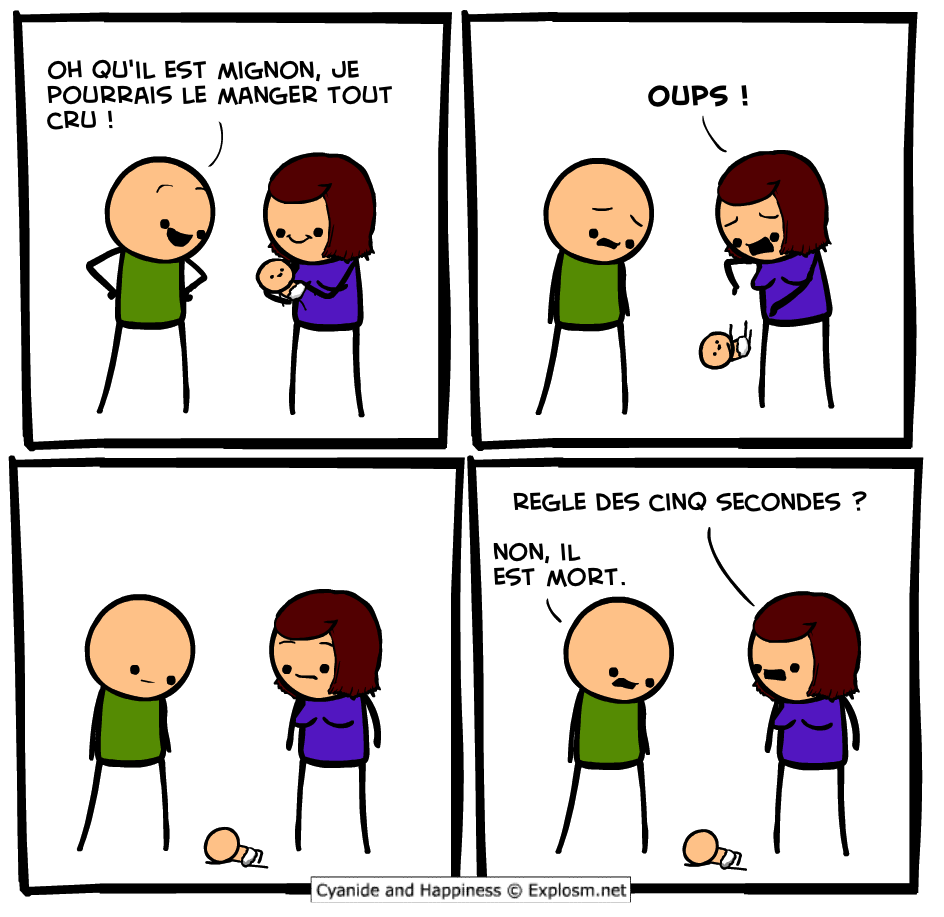 OH QU'IL EST MIGNON, JE
POURRAIS LE MANGER TOUT
CRU !
OUPS !
REGLE DES CINQ SECONDES ?
NON, IL
EST MORT.
Cyanide and Happiness © Explosm.net